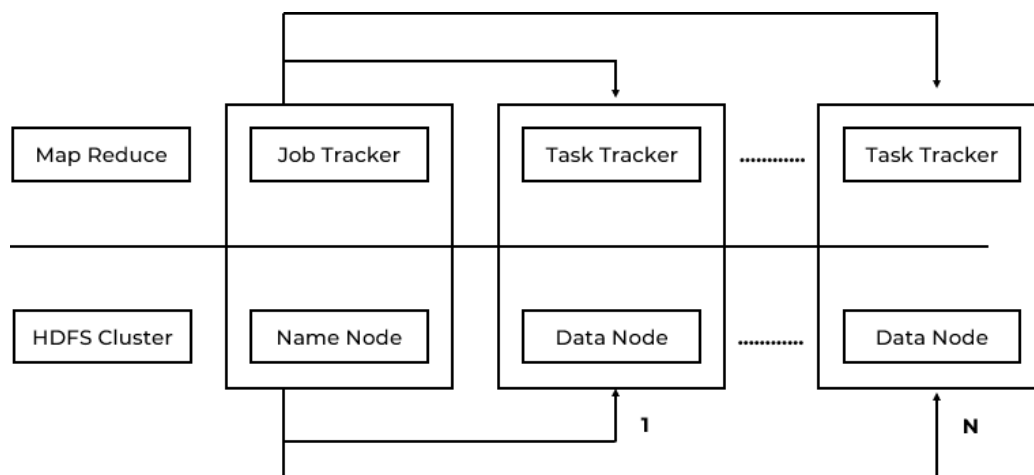 Map Reduce
Job Tracker
Task Tracker
............
Task Tracker
HDFS Cluster
Name Node
Data Node
............
Data Node
1
N